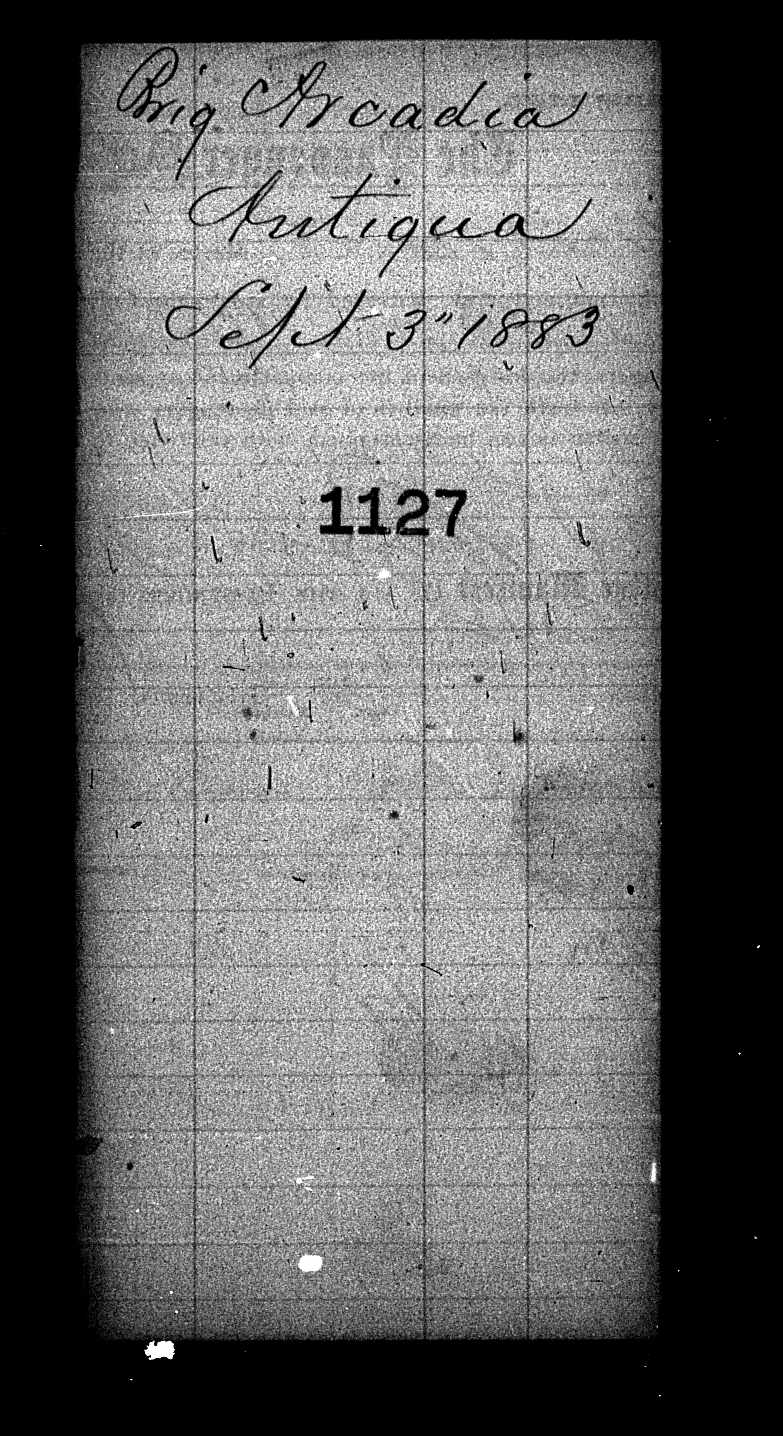 Brig Arcadia
Antigua
Sept 3" 1883
1127